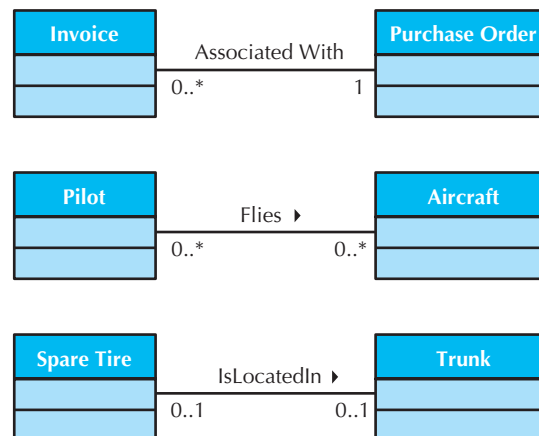 Invoice
Associated With
Purchase Order
0..*
1
Pilot
Flies
Aircraft
0..*
0..*
Spare Tire
IsLocatedIn
Trunk
0..1
0..1